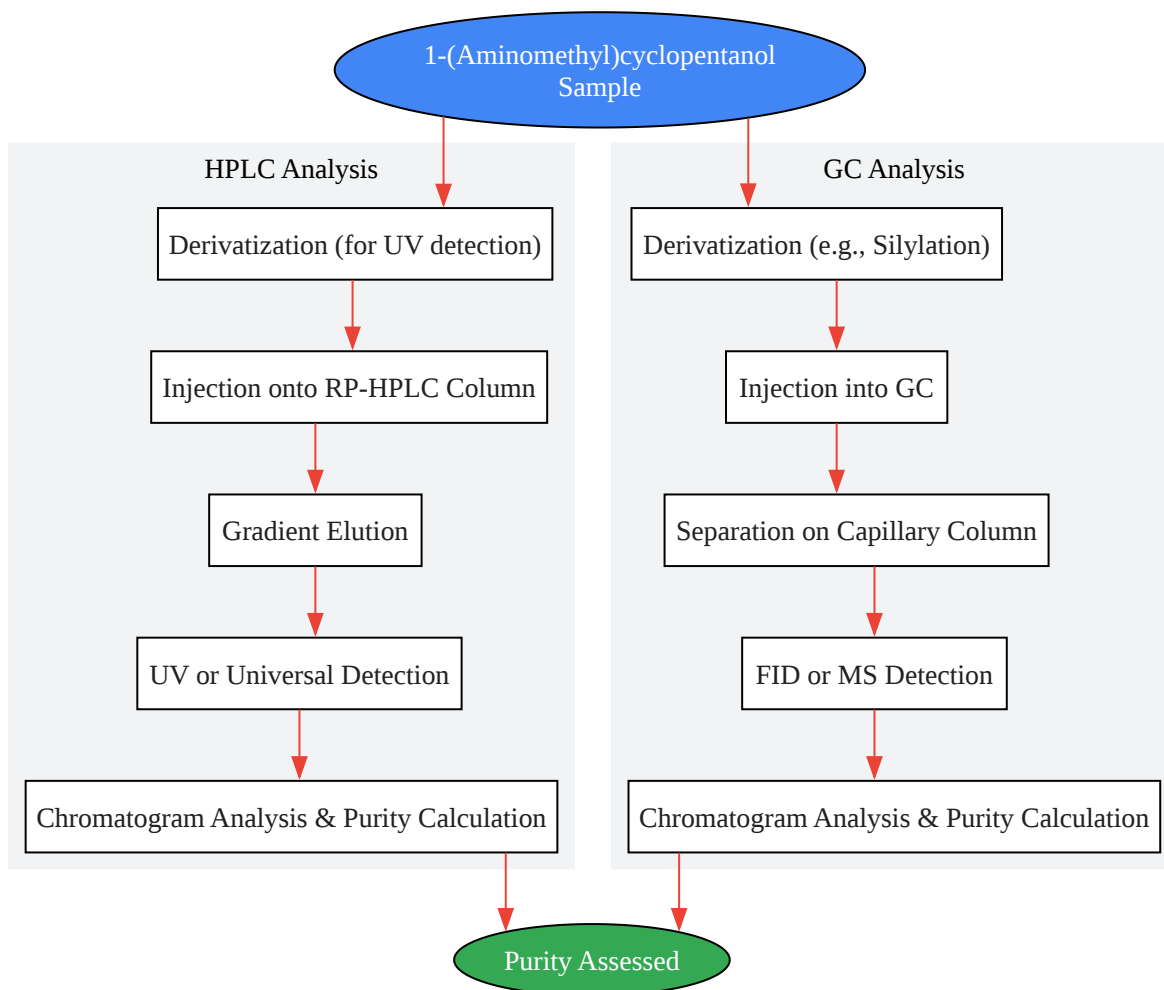 1-(Aminomethyl)cyclopentanol
Sample
HPLC Analysis
Derivatization (for UV detection)
Injection onto RP-HPLC Column
Gradient Elution
UV or Universal Detection
Chromatogram Analysis & Purity Calculation
GC Analysis
Derivatization (e.g., Silylation)
Injection into GC
Separation on Capillary Column
FID or MS Detection
Chromatogram Analysis & Purity Calculation
Purity Assessed